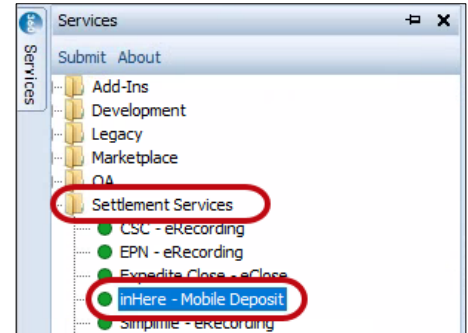 Services
Services
Submit About
Add-Ins
Development
Legacy
Marketplace
QA
Settlement Services
CSC - eRecording
EPN - eRecording
Expedite Close - eClose
inHere - Mobile Deposit
Simplifile - eRecording